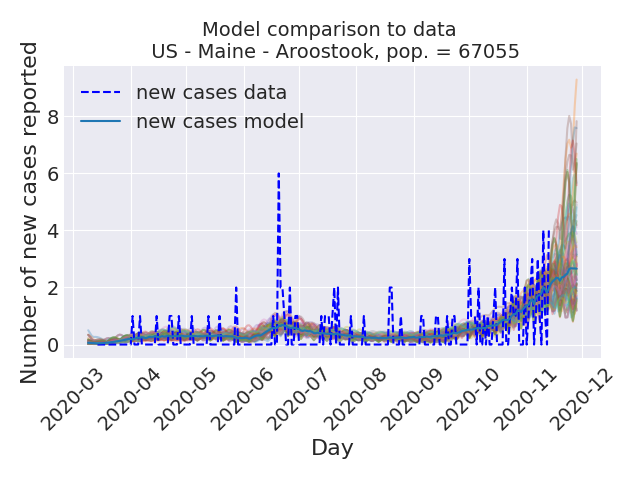 Model comparison to data
US - Maine - Aroostook, pop. = 67055
Number of new cases reported
8
6
4
2
0
new cases data
new cases model
2020-03
2020-04
2020-05
2020-06
2020-07
2020-08
2020-09
2020-10
2020-11
2020-12
Day